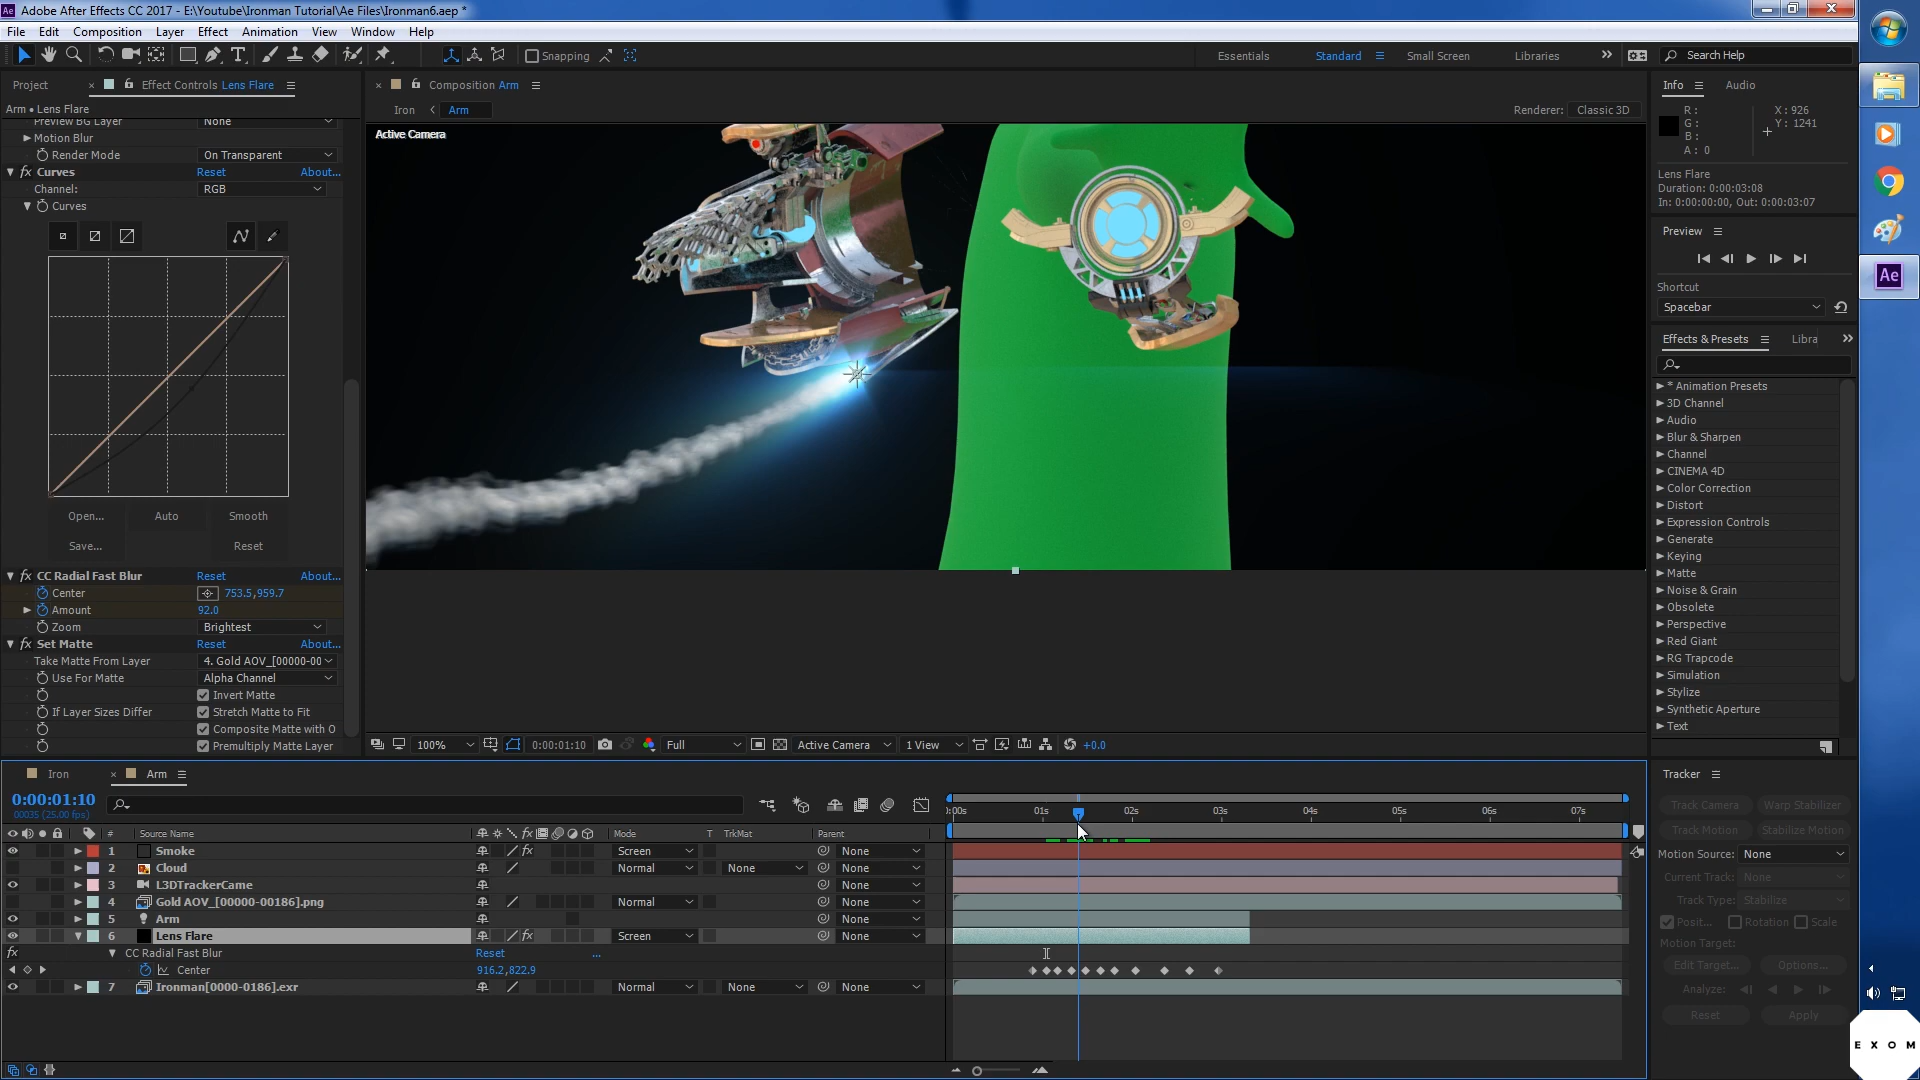 Adobe After Effects CC 2017 - E:\Youtube\Ironman Tutorial\Ae Files\Ironman6.aep *
File Edit Composition Layer Effect Animation View Window Help
Snapping
Essentials Standard Small Screen Libraries
Search Help
Project
Effect Controls Lens Flare
Arm • Lens Flare
Preview BG Layer None
Motion Blur
Render Mode On Transparent
Curves Reset About...
Channel: RGB
Curves
Open... Auto Smooth
Save... Reset
CC Radial Fast Blur Reset About...
Center 753.5,959.7
Amount 92.0
Zoom Brightest
Set Matte Reset About...
Take Matte From Layer 4. Gold AOV_[00000-00
Use For Matte Alpha Channel
Invert Matte
If Layer Sizes Differ Stretch Matte to Fit
Composite Matte with O
Premultiply Matte Layer
Composition Arm
Iron Arm
Renderer: Classic 3D
Active Camera
100% 0:00:01:10 Full Active Camera 1 View +0.0
Info Audio
R: X: 926
G: Y: 1241
B:
A: 0
Lens Flare
Duration: 0:00:03:08
In: 0:00:00:00, Out: 0:00:03:07
Preview
Shortcut
Spacebar
Effects & Presets Libra
* Animation Presets
3D Channel
Audio
Blur & Sharpen
Channel
CINEMA 4D
Color Correction
Distort
Expression Controls
Generate
Keying
Matte
Noise & Grain
Obsolete
Perspective
Red Giant
RG Trapcode
Simulation
Stylize
Synthetic Aperture
Text
Iron Arm
0:00:01:10
00035 (25.00 fps)
# Source Name Mode T TrkMat Parent
1 Smoke Screen None
2 Cloud Normal None None
3 L3DTrackerCame None
4 Gold AOV_[00000-00186].png Normal None
5 Arm None
6 Lens Flare Screen None
CC Radial Fast Blur Reset ...
Center 916.2,822.9
7 Ironman[0000-0186].exr Normal None None
):00s 01s 02s 03s 04s 05s 06s 07s
Tracker
Track Camera Warp Stabilizer
Track Motion Stabilize Motion
Motion Source: None
Current Track: None
Track Type: Stabilize
Posit... Rotation Scale
Motion Target:
Edit Target... Options...
Analyze:
Reset Apply
Ae
EXOM